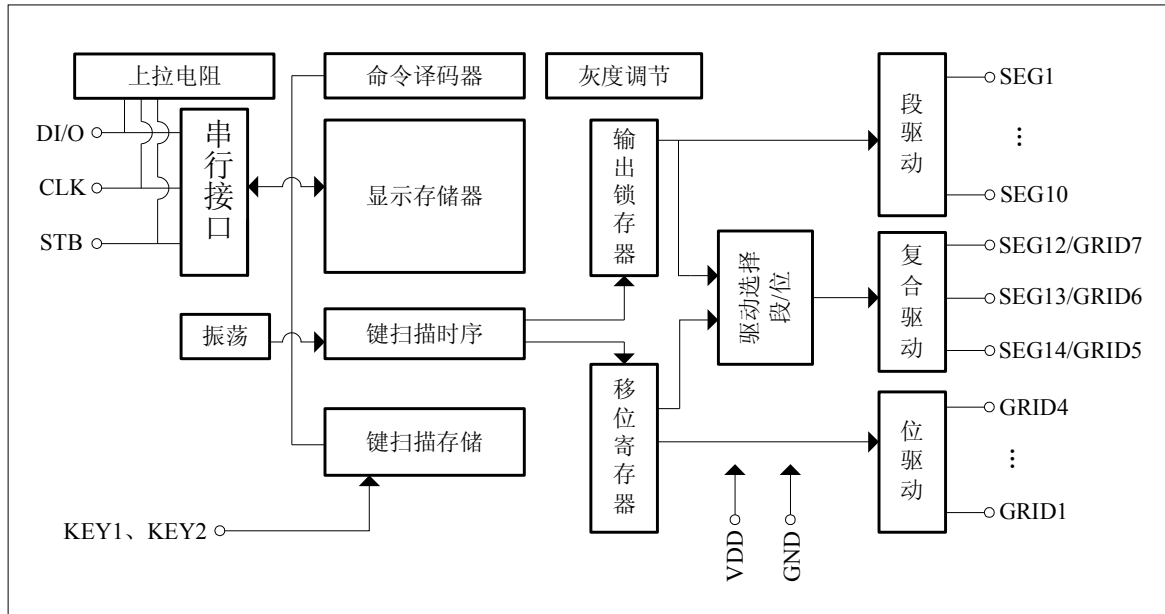 上拉电阻
命令译码器
灰度调节
DI/O
CLK
STB
串行接口
显示存储器
输出锁存器
段驱动
SEG1
⋮
SEG10
驱动选择
段/位
复合驱动
SEG12/GRID7
SEG13/GRID6
SEG14/GRID5
振荡
键扫描时序
键扫描存储
移位寄存器
位驱动
GRID4
⋮
GRID1
KEY1、KEY2
VDD
GND